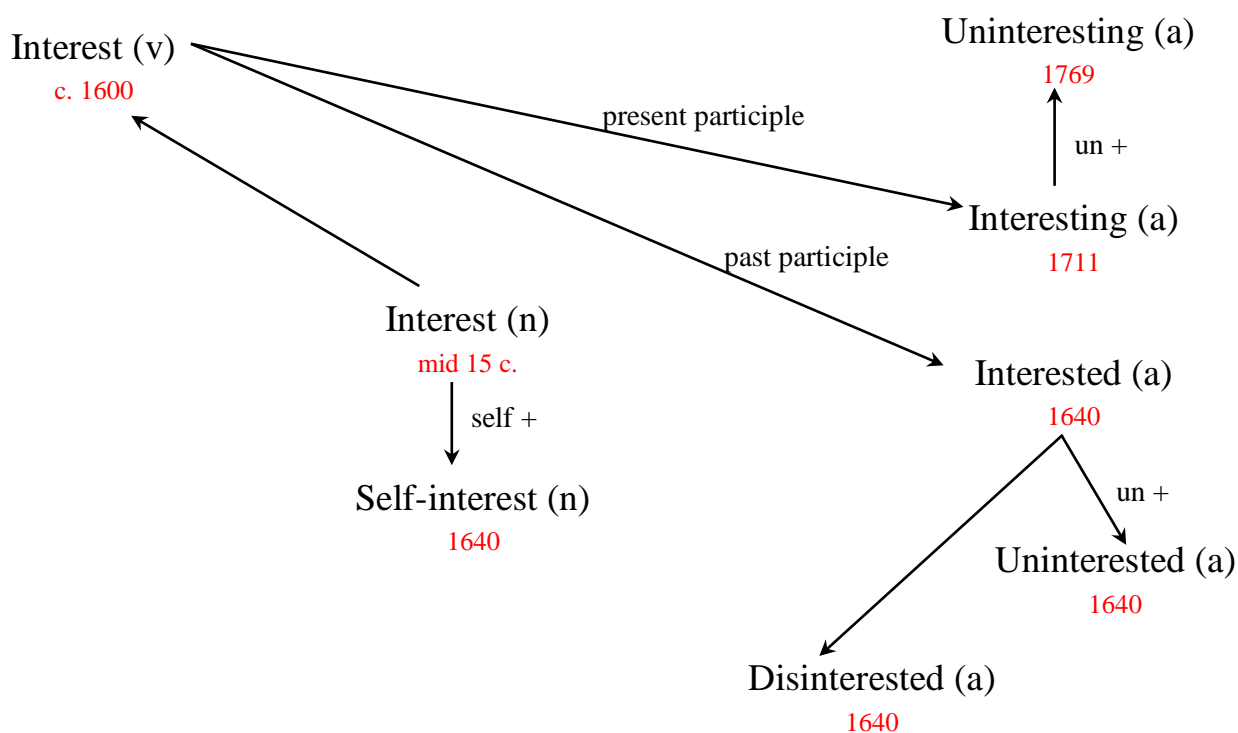 Uninteresting (a)
Interest (v)
1769
c. 1600
present participle
un +
Interesting (a)
past participle
1711
Interest (n)
mid 15 c.
Interested (a)
self +
1640
Self-interest (n)
un +
1640
Uninterested (a)
1640
Disinterested (a)
1640